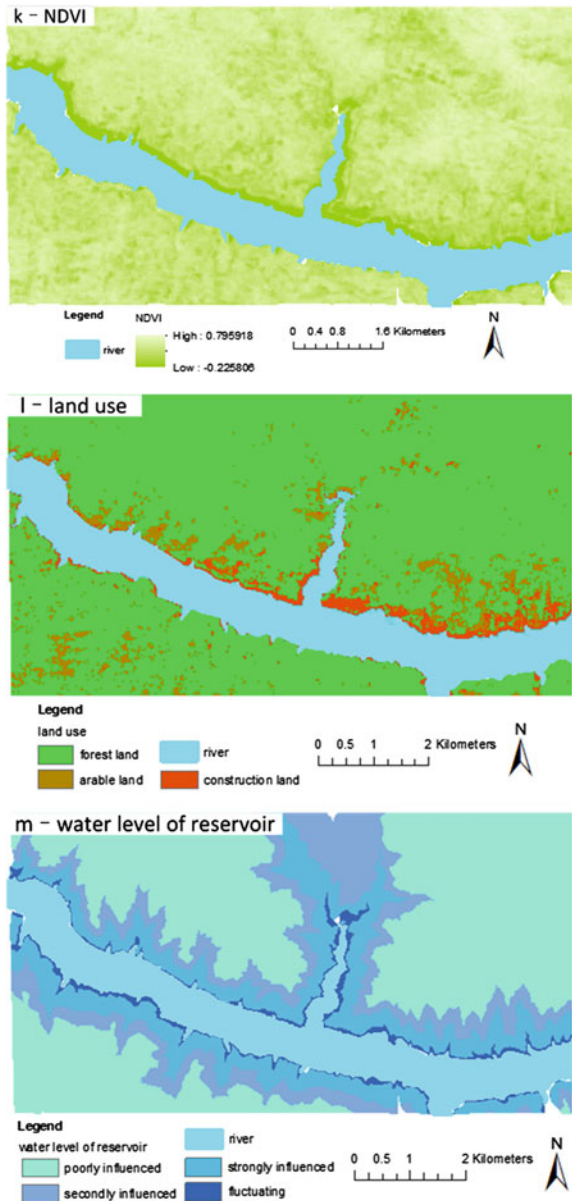 k - NDVI
Legend
river
NDVI
High : 0.795918
Low : -0.225806
0 0.4 0.8 1.6 Kilometers
N
l - land use
Legend
land use
forest land
river
arable land
construction land
0 0.5 1 2 Kilometers
N
m - water level of reservoir
Legend
water level of reservoir
river
poorly influenced
strongly influenced
secondly influenced
fluctuating
0 0.5 1 2 Kilometers
N